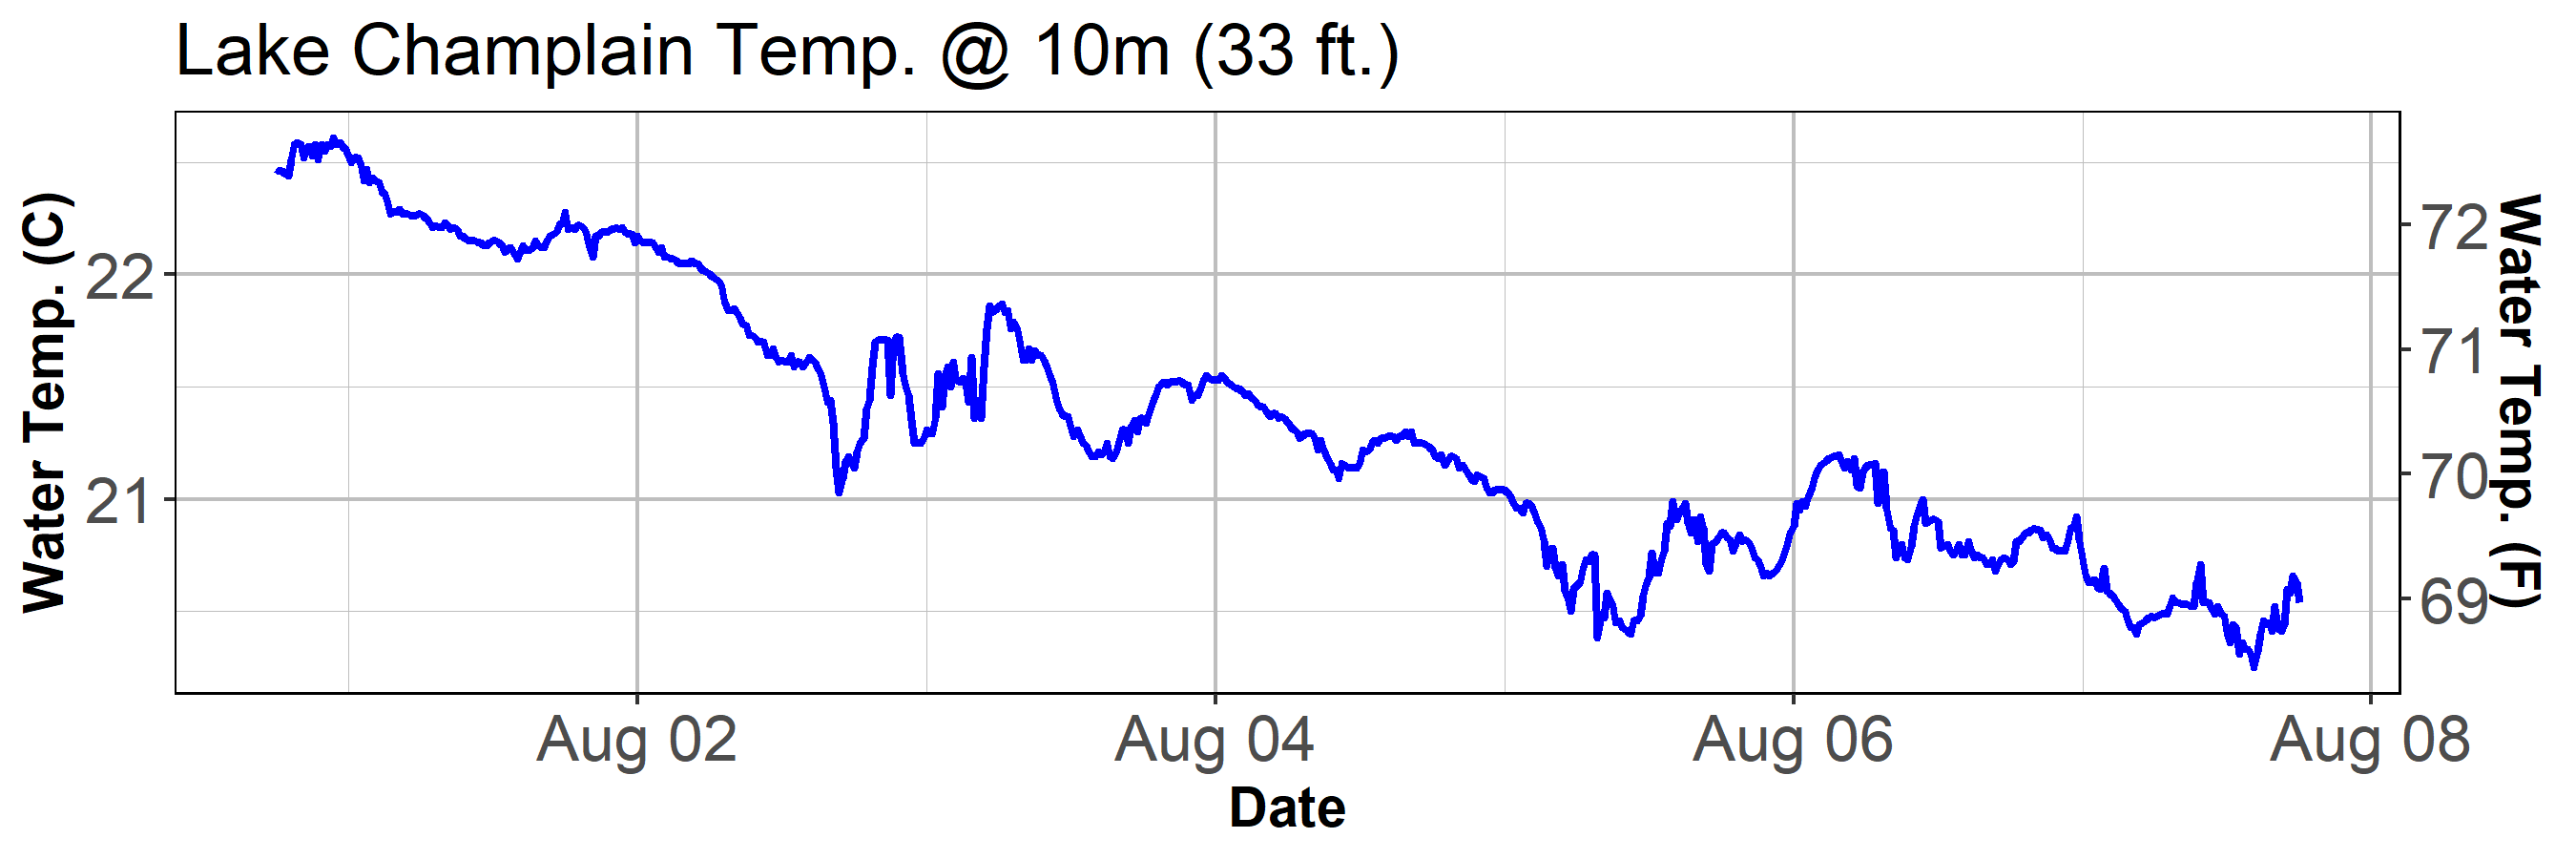 Lake Champlain Temp. @ 10m (33 ft.)
Water Temp. (C)
22
21
72
71
70
69
Water Temp. (F)
Aug 02
Aug 04
Aug 06
Aug 08
Date